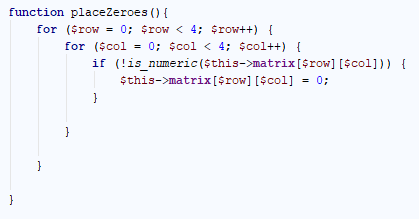 function placeZeroes(){
    for ($row = 0; $row < 4; $row++) {
        for ($col = 0; $col < 4; $col++) {
            if (!is_numeric($this->matrix[$row][$col])) {
                $this->matrix[$row][$col] = 0;
            }
        }
    }
}